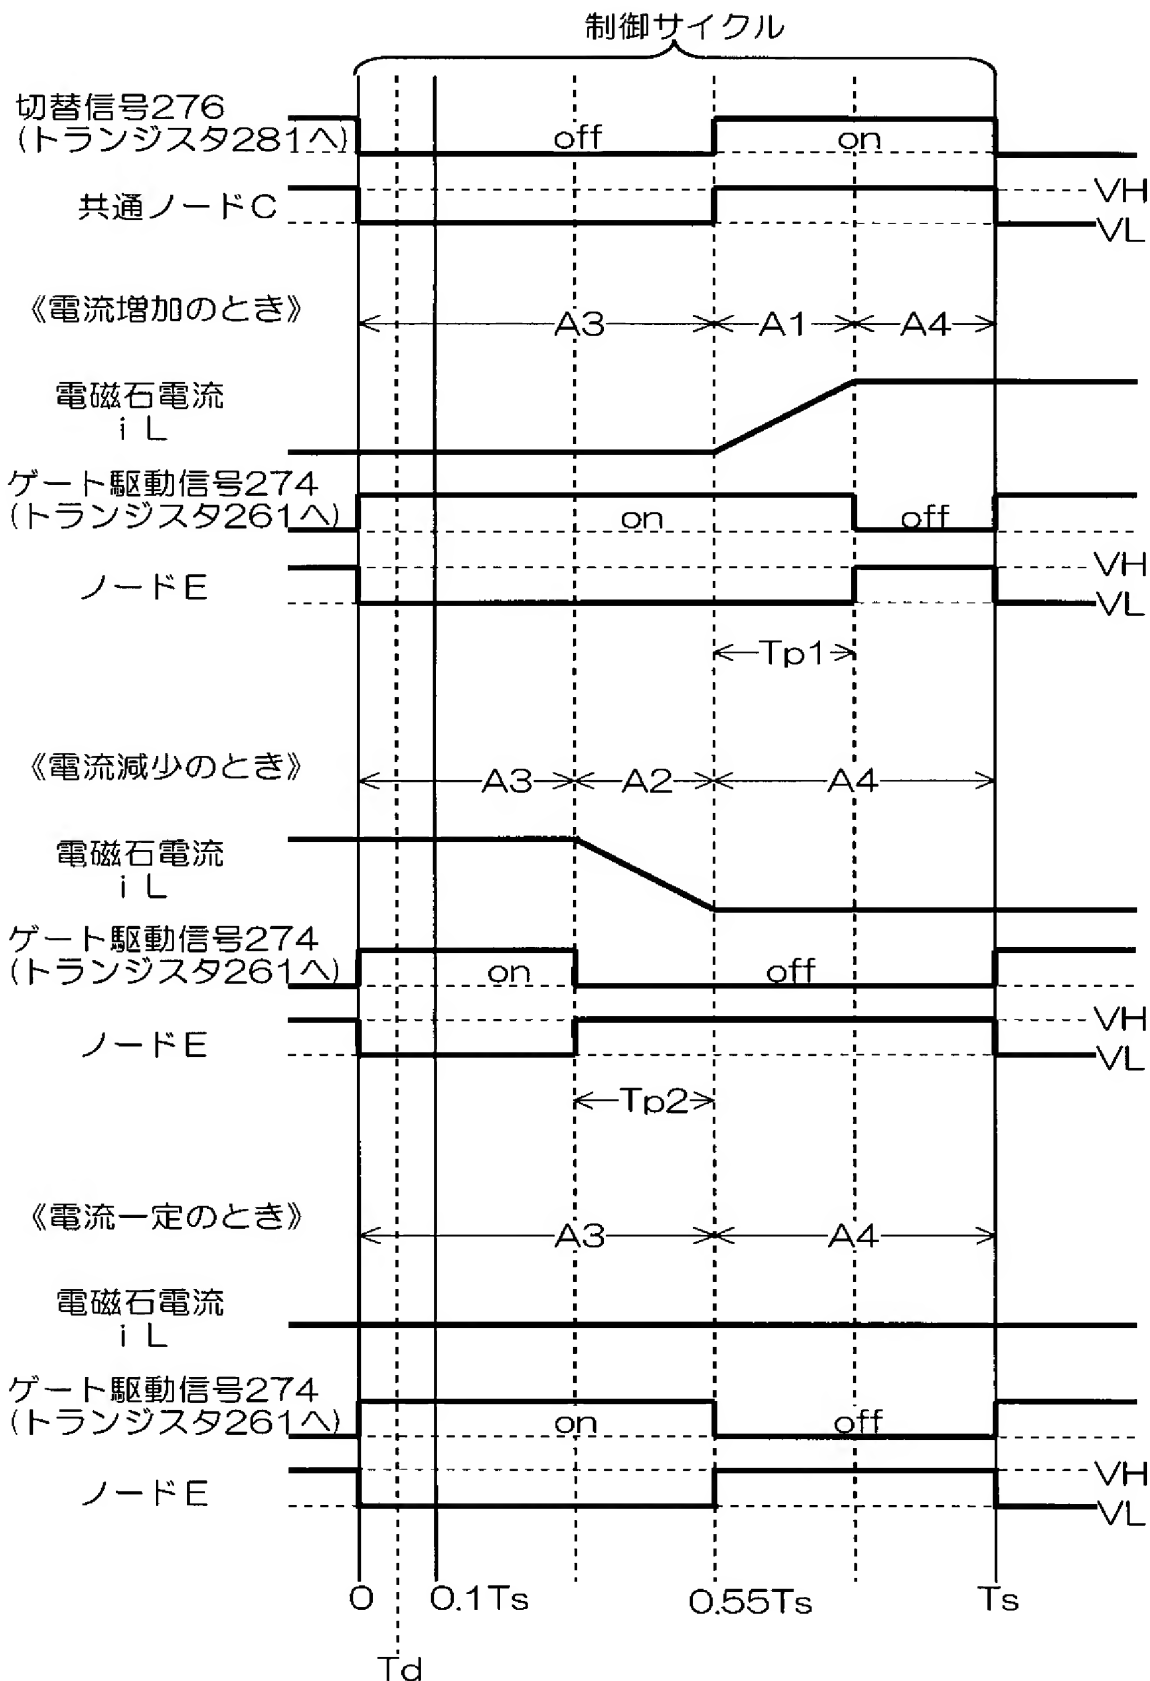 制御サイクル
切替信号276
(トランジスタ281へ)
off
on
共通ノードC
VH
VL
《電流増加のとき》
A3
A1
A4
電磁石電流
iL
ゲート駆動信号274
(トランジスタ261へ)
on
off
ノードE
VH
VL
Tp1
《電流減少のとき》
A3
A2
A4
電磁石電流
iL
ゲート駆動信号274
(トランジスタ261へ)
on
off
ノードE
VH
VL
Tp2
《電流一定のとき》
A3
A4
電磁石電流
iL
ゲート駆動信号274
(トランジスタ261へ)
on
off
ノードE
VH
VL
0
0.1Ts
0.55Ts
Ts
Td